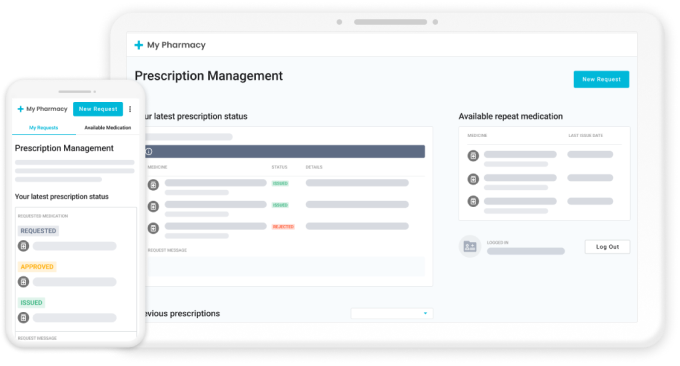 My Pharmacy
Prescription Management
New Request
ur latest prescription status
MEDICINE STATUS DETAILS
ISSUED
ISSUED
REJECTED
REQUEST MESSAGE
evious prescriptions
Available repeat medication
MEDICINE LAST ISSUE DATE
LOGGED IN
Log Out
My Pharmacy New Request
My Requests Available Medication
Prescription Management
Your latest prescription status
REQUESTED MEDICATION
REQUESTED
APPROVED
ISSUED
REQUEST MESSAGE